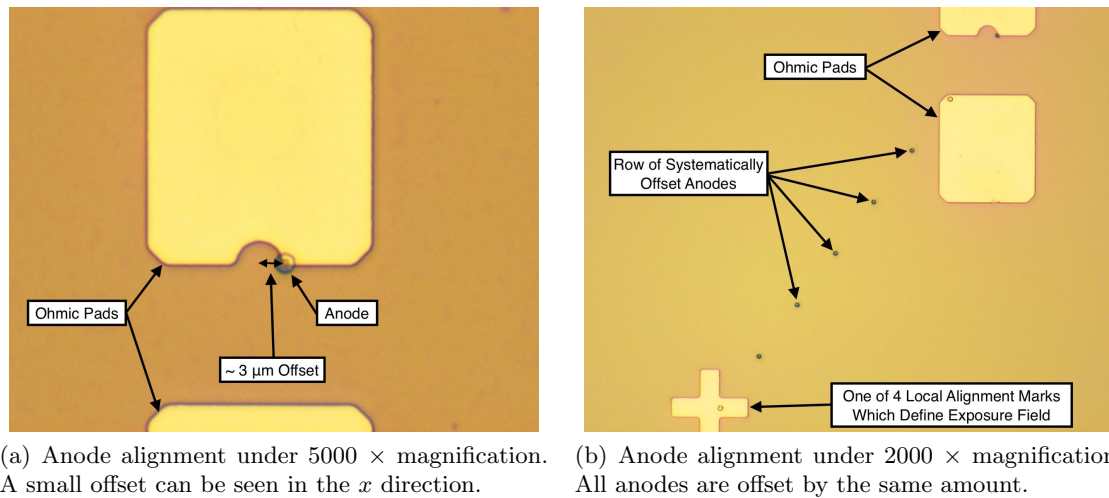 Ohmic Pads
Anode
~ 3 µm Offset
Ohmic Pads
Row of Systematically
Offset Anodes
One of 4 Local Alignment Marks
Which Define Exposure Field
(a) Anode alignment under 5000 × magnification.
A small offset can be seen in the x direction.
(b) Anode alignment under 2000 × magnification
All anodes are offset by the same amount.